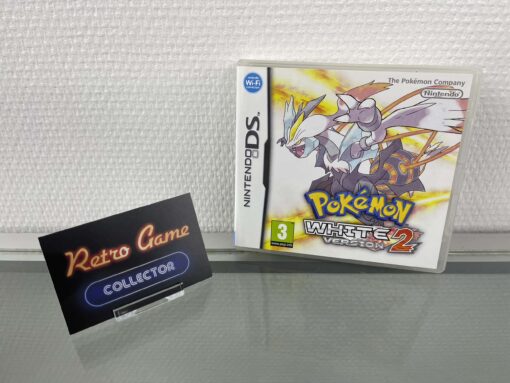 Retro Game
COLLECTOR
NINTENDO DS
Wi-Fi
The Pokémon Company
Nintendo
POKéMON
WHITE
VERSION 2
3